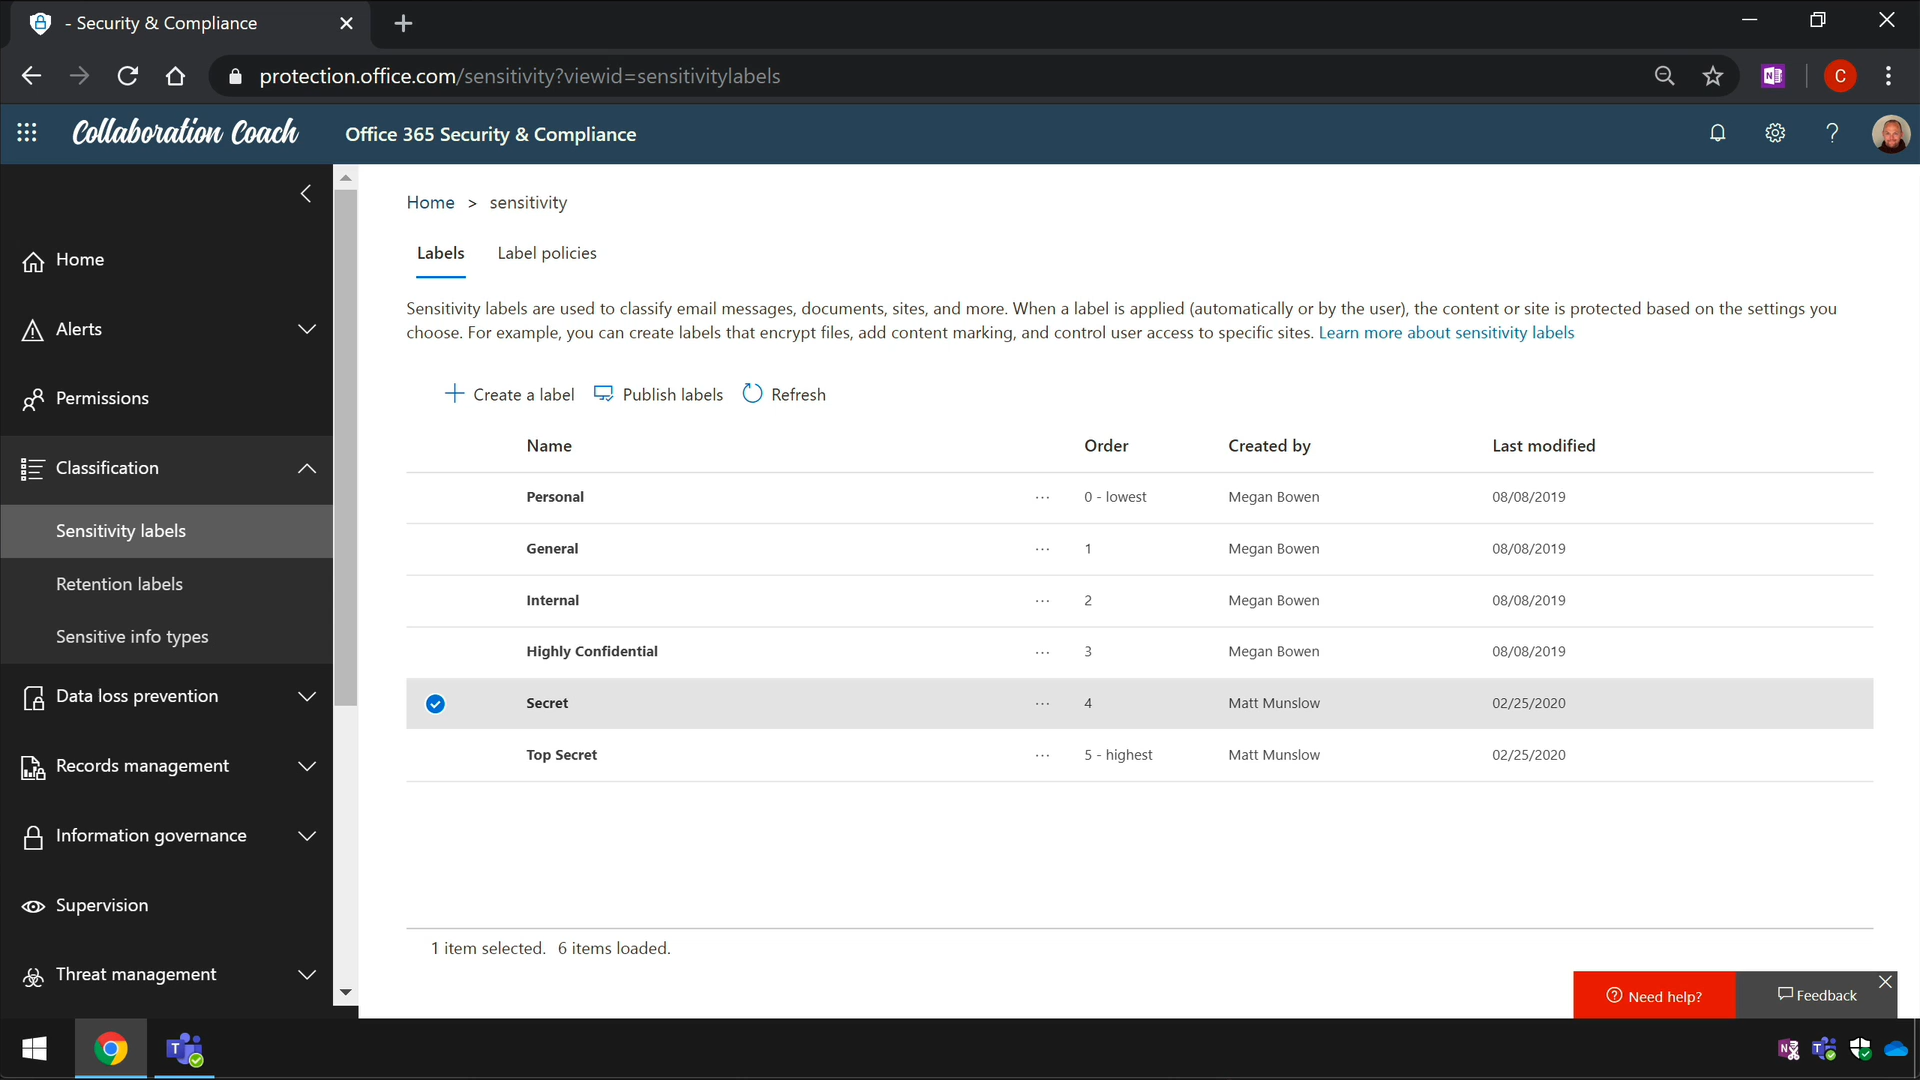 - Security & Compliance
protection.office.com/sensitivity?viewid=sensitivitylabels
C
Collaboration Coach
Office 365 Security & Compliance
Home > sensitivity
Labels Label policies
Sensitivity labels are used to classify email messages, documents, sites, and more. When a label is applied (automatically or by the user), the content or site is protected based on the settings you
choose. For example, you can create labels that encrypt files, add content marking, and control user access to specific sites. Learn more about sensitivity labels
Create a label Publish labels Refresh
Name Order Created by Last modified
Personal ... 0 - lowest Megan Bowen 08/08/2019
General ... 1 Megan Bowen 08/08/2019
Internal ... 2 Megan Bowen 08/08/2019
Highly Confidential ... 3 Megan Bowen 08/08/2019
Secret ... 4 Matt Munslow 02/25/2020
Top Secret ... 5 - highest Matt Munslow 02/25/2020
1 item selected. 6 items loaded.
Home
Alerts
Permissions
Classification
Sensitivity labels
Retention labels
Sensitive info types
Data loss prevention
Records management
Information governance
Supervision
Threat management
Need help?
Feedback